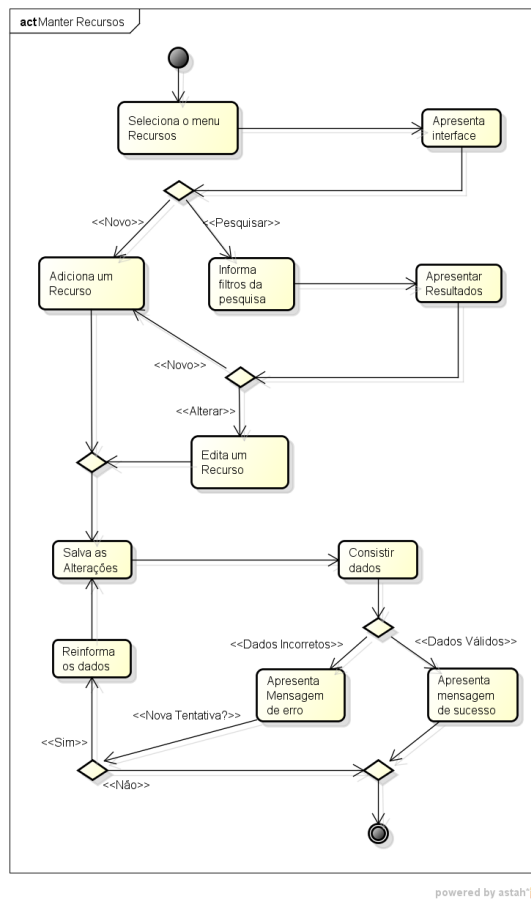 act Manter Recursos
Seleciona o menu
Recursos
Apresenta
interface
<<Novo>>
<<Pesquisar>>
Adiciona um
Recurso
Informa
filtros da
pesquisa
Apresentar
Resultados
<<Novo>>
<<Alterar>>
Edita um
Recurso
Salva as
Alterações
Consistir
dados
<<Dados Incorretos>>
<<Dados Válidos>>
Reinforma
os dados
Apresenta
Mensagem
de erro
Apresenta
mensagem
de sucesso
<<Nova Tentativa?>>
<<Sim>>
<<Não>>
powered by astah*